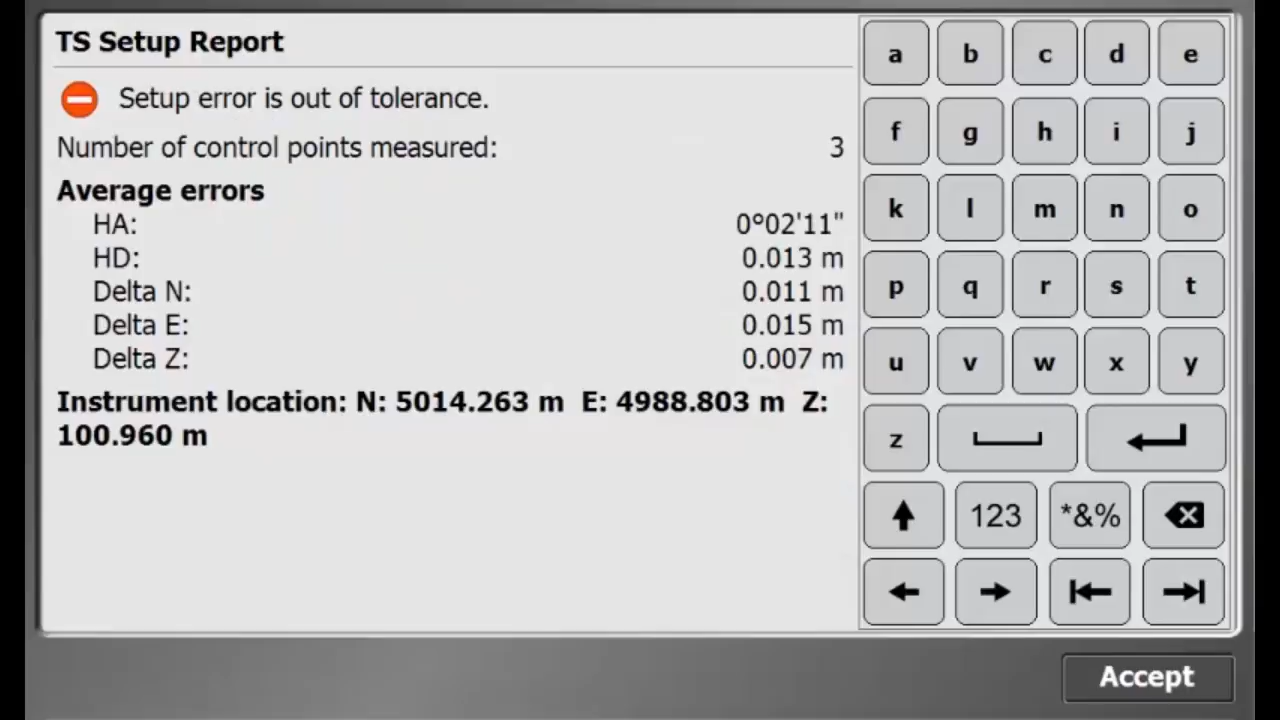 TS Setup Report
Setup error is out of tolerance.
Number of control points measured: 3
Average errors
HA: 0°02'11"
HD: 0.013 m
Delta N: 0.011 m
Delta E: 0.015 m
Delta Z: 0.007 m
Instrument location: N: 5014.263 m E: 4988.803 m Z:
100.960 m
a b c d e
f g h i j
k l m n o
p q r s t
u v w x y
z
123 *&%
Accept